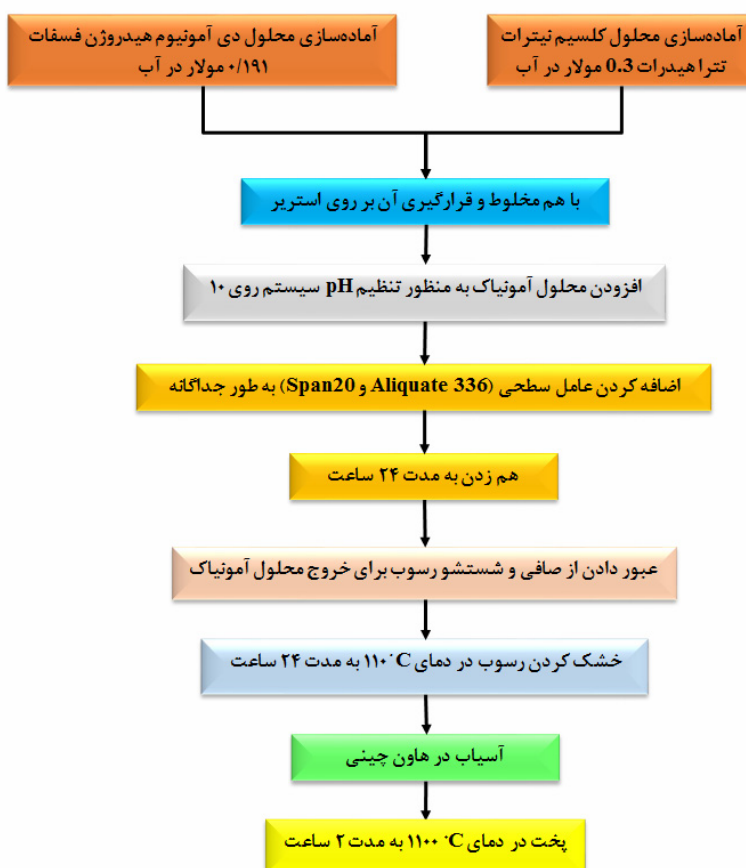 آماده‌سازی محلول کلسیم نیترات
تتراهیدرات 0.3 مولار در آب
آماده‌سازی محلول دی آمونیوم هیدروژن فسفات
۰/۱۹۱ مولار در آب
با هم مخلوط و قرارگیری آن بر روی استریر
افزودن محلول آمونیاک به منظور تنظیم pH سیستم روی ۱۰
اضافه کردن عامل سطحی (Aliquate 336 و Span20) به طور جداگانه
هم زدن به مدت ۲۴ ساعت
عبور دادن از صافی و شستشو رسوب برای خروج محلول آمونیاک
خشک کردن رسوب در دمای ۱۱۰˚C به مدت ۲۴ ساعت
آسیاب در هاون چینی
پخت در دمای ۱۱۰۰ ˚C به مدت ۲ ساعت